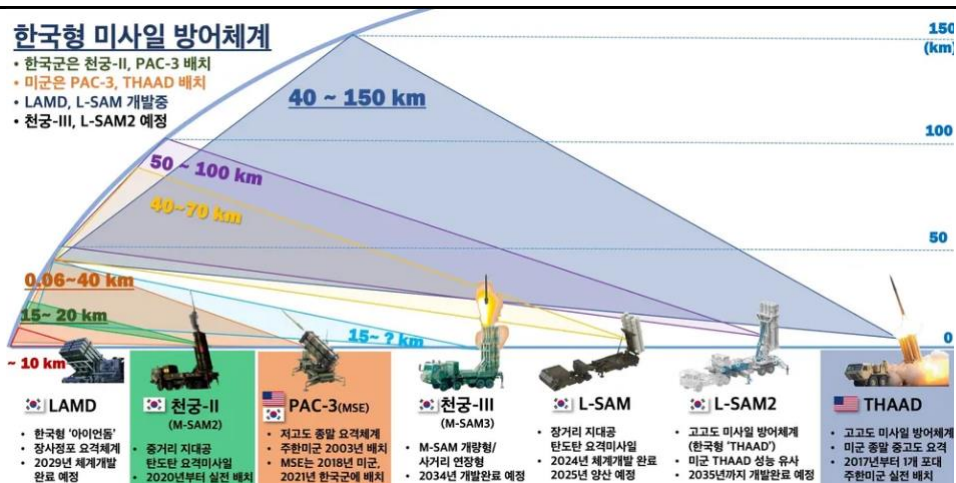 한국형 미사일 방어체계
• 한국군은 천궁-II, PAC-3 배치
• 미군은 PAC-3, THAAD 배치
• LAMD, L-SAM 개발중
• 천궁-III, L-SAM2 예정
150
(km)
40 ~ 150 km
100
50 ~ 100 km
40~70 km
50
0.06~40 km
15~ 20 km
15~ ? km
0
~ 10 km
LAMD
• 한국형 '아이언돔'
장사정포 요격체계
• 2029년 체계개발
완료 예정
천궁-II
(M-SAM2)
• 중거리 지대공
탄도탄 요격미사일
• 2020년부터 실전 배치
PAC-3(MSE)
• 저고도 종말 요격체계
• 주한미군 2003년 배치
• MSE는 2018년 미군,
2021년 한국군에 배치
천궁-III
(M-SAM3)
• M-SAM 개량형/
사거리 연장형
• 2034년 개발완료 예정
L-SAM
• 장거리 지대공
탄도탄 요격미사일
• 2024년 체계개발 완료
• 2025년 양산 예정
L-SAM2
• 고고도 미사일 방어체계
(한국형 'THAAD')
• 미군 THAAD 성능 유사
• 2035년까지 개발완료 예정
THAAD
• 고고도 미사일 방어체계
• 미군 종말 중고도 요격
• 2017년부터 1개 포대
주한미군 실전 배치